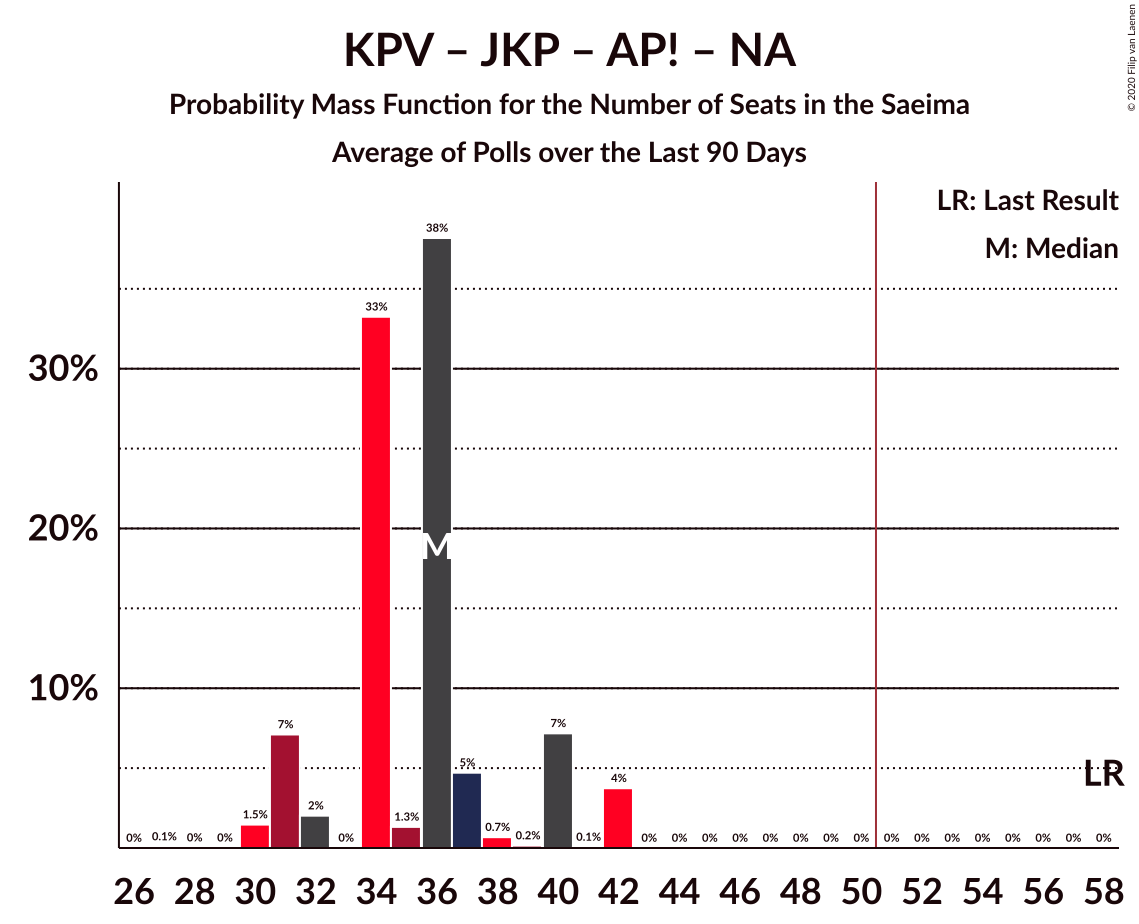 KPV – JKP – AP! – NA
Probability Mass Function for the Number of Seats in the Saeima
Average of Polls over the Last 90 Days
© 2020 Filip van Laenen
LR: Last Result
M: Median
30%
20%
10%
0% 0.1% 0% 0% 1.5% 7% 2% 0% 33% 1.3% 38% 5% 0.7% 0.2% 7% 0.1% 4% 0% 0% 0% 0% 0% 0% 0% 0% 0% 0% 0% 0% 0% 0% 0% 0%
M
LR
26 28 30 32 34 36 38 40 42 44 46 48 50 52 54 56 58